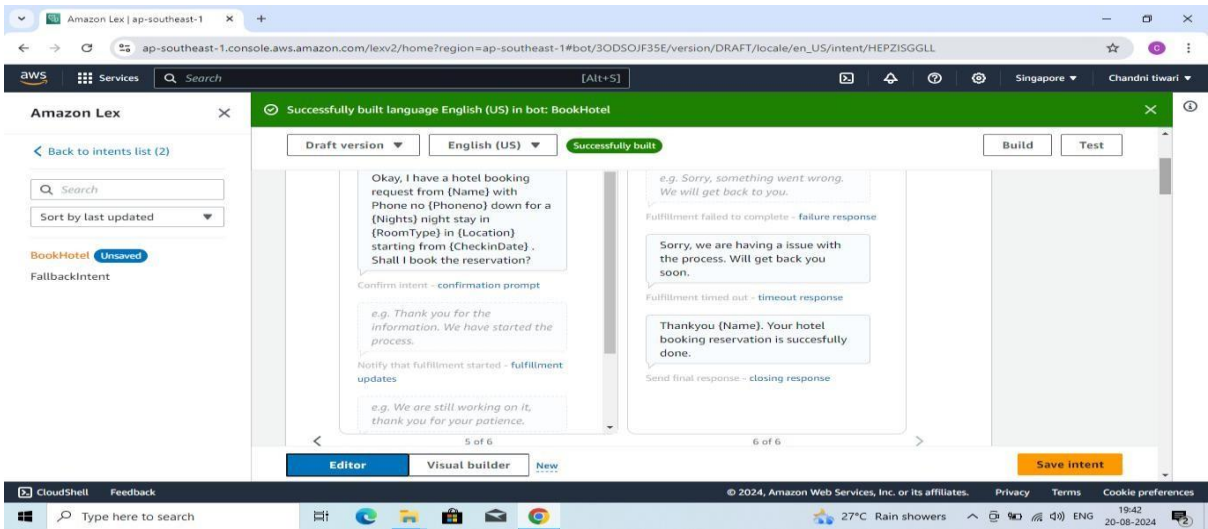 Amazon Lex | ap-southeast-1
ap-southeast-1.console.aws.amazon.com/lexv2/home?region=ap-southeast-1#bot/3ODSOJF35E/version/DRAFT/locale/en_US/intent/HEPZISGGLL
C
aws
Services
Search
[Alt+S]
Singapore
Chandni tiwari
Amazon Lex
Back to intents list (2)
Search
Sort by last updated
BookHotel Unsaved
FallbackIntent
Successfully built language English (US) in bot: BookHotel
Draft version
English (US)
Successfully built
Build
Test
Okay, I have a hotel booking
request from {Name} with
Phone no {Phoneno} down for a
{Nights} night stay in
{RoomType} in {Location}
starting from {CheckinDate} .
Shall I book the reservation?
Confirm intent - confirmation prompt
e.g. Thank you for the
information. We have started the
process.
Notify that fulfillment started - fulfillment
updates
e.g. We are still working on it,
thank you for your patience.
5 of 6
e.g. Sorry, something went wrong.
We will get back to you.
Fulfillment failed to complete - failure response
Sorry, we are having a issue with
the process. Will get back you
soon.
Fulfillment timed out - timeout response
Thankyou {Name}. Your hotel
booking reservation is succesfully
done.
Send final response - closing response
6 of 6
Editor
Visual builder
New
Save intent
CloudShell
Feedback
© 2024, Amazon Web Services, Inc. or its affiliates.
Privacy
Terms
Cookie preferences
Type here to search
27°C Rain showers
ENG
19:42
20-08-2024
2